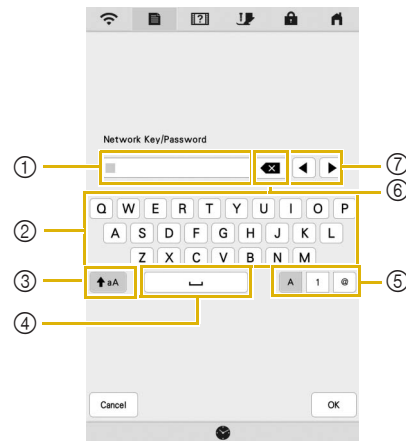 Network Key/Password
① ⑦
⑥
Q W E R T Y U I O P
② A S D F G H J K L
Z X C V B N M
③ aA A 1 @ ⑤
④
Cancel OK